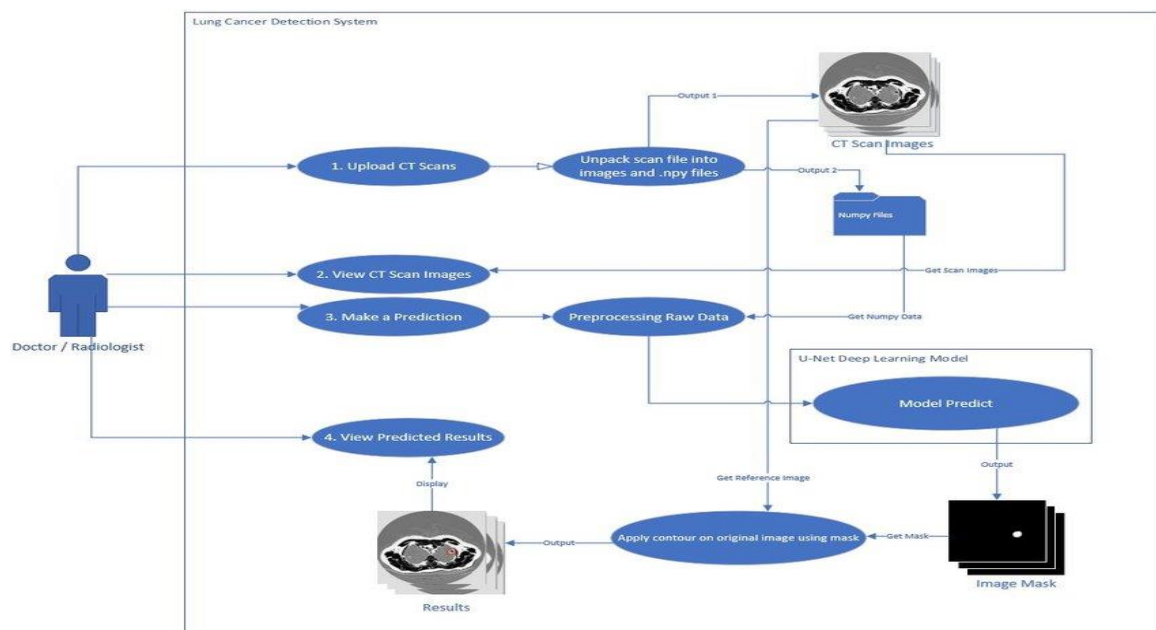 Lung Cancer Detection System
Output 1
CT Scan Images
1. Upload CT Scans
Unpack scan file into
images and .npy files
Output 2
Numpy Files
2. View CT Scan Images
Get Scan Images
3. Make a Prediction
Preprocessing Raw Data
Get Numpy Data
Doctor / Radiologist
U-Net Deep Learning Model
Model Predict
4. View Predicted Results
Output
Display
Get Reference Image
Apply contour on original image using mask
Output
Get Mask
Image Mask
Results